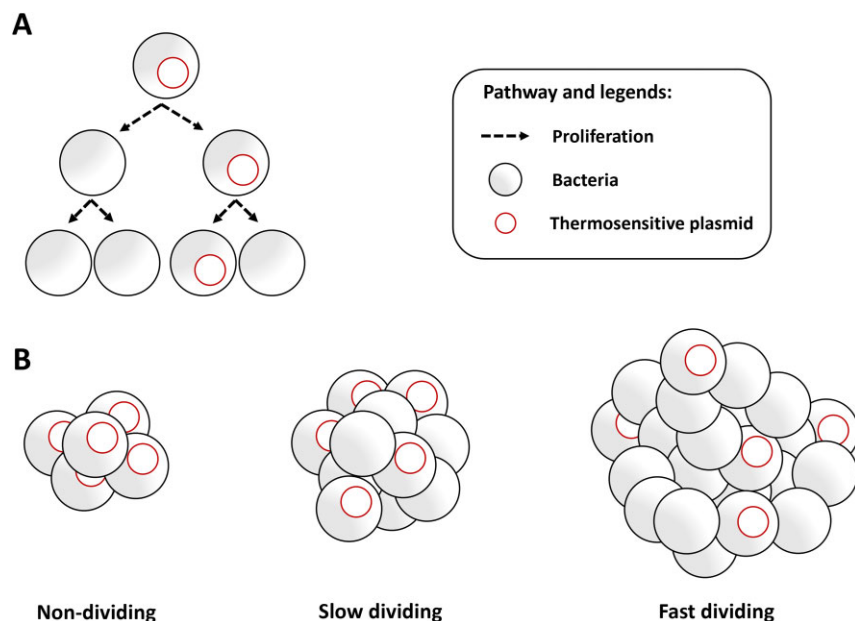 A
Pathway and legends:
Proliferation
Bacteria
Thermosensitive plasmid
B
Non-dividing
Slow dividing
Fast dividing